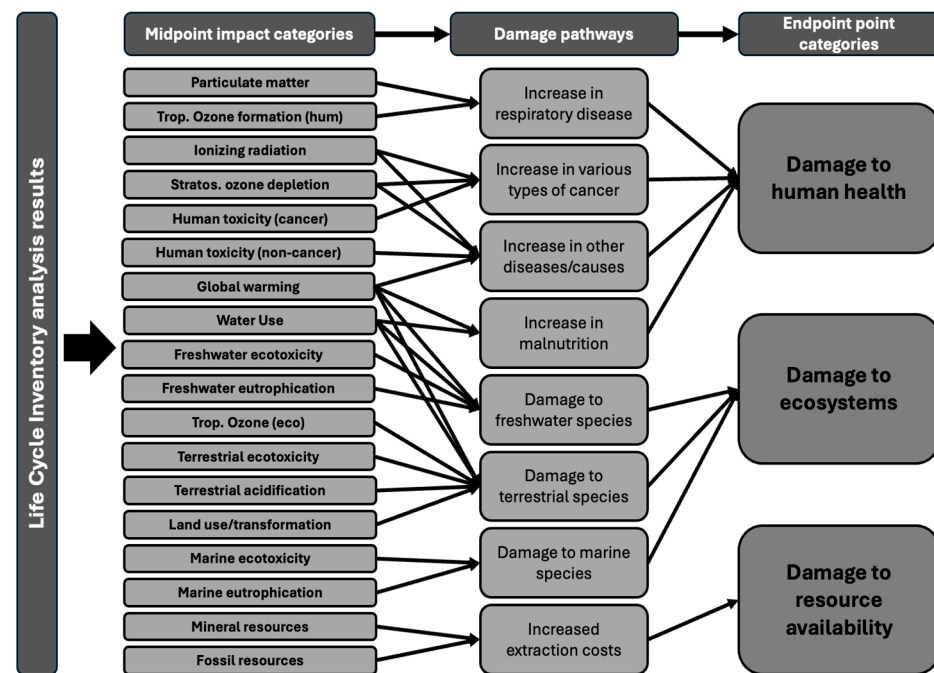 Life Cycle Inventory analysis results
Midpoint impact categories
Particulate matter
Trop. Ozone formation (hum)
Ionizing radiation
Stratos. ozone depletion
Human toxicity (cancer)
Human toxicity (non-cancer)
Global warming
Water Use
Freshwater ecotoxicity
Freshwater eutrophication
Trop. Ozone (eco)
Terrestrial ecotoxicity
Terrestrial acidification
Land use/transformation
Marine ecotoxicity
Marine eutrophication
Mineral resources
Fossil resources
Damage pathways
Increase in
respiratory disease
Increase in various
types of cancer
Increase in other
diseases/causes
Increase in
malnutrition
Damage to
freshwater species
Damage to
terrestrial species
Damage to marine
species
Increased
extraction costs
Endpoint point
categories
Damage to
human health
Damage to
ecosystems
Damage to
resource
availability